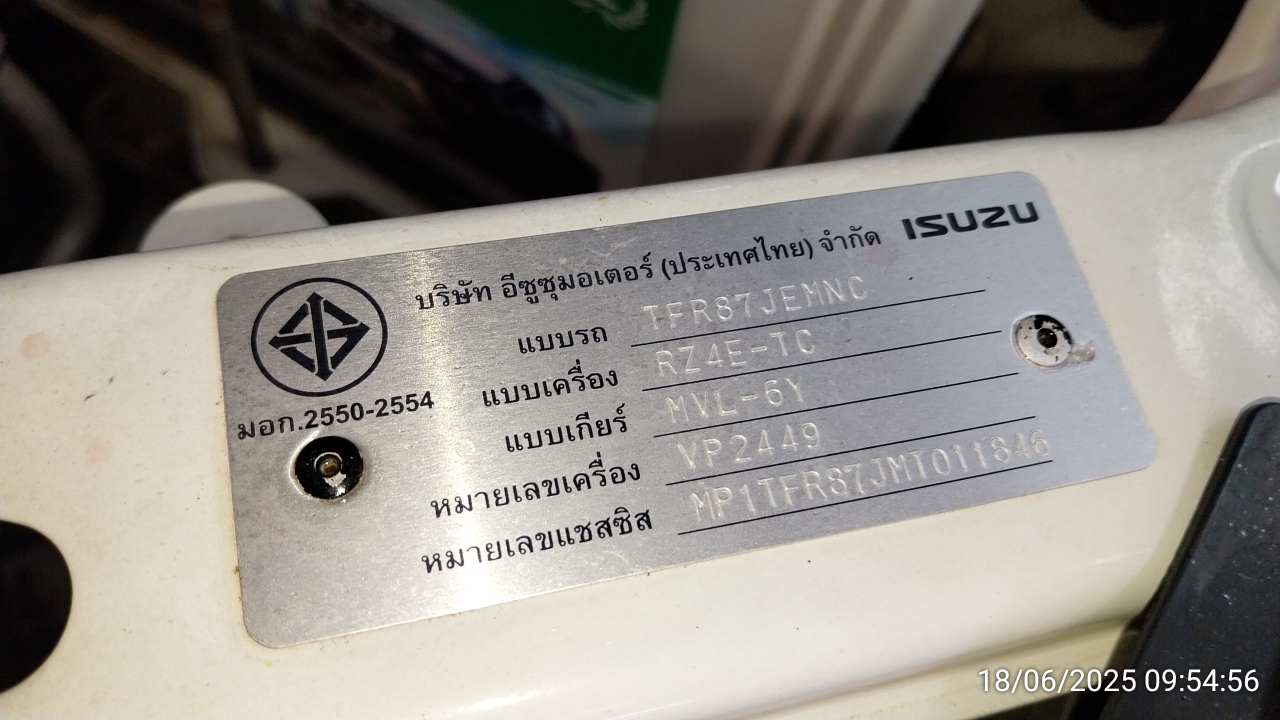 บริษัท อีซูซุมอเตอร์ (ประเทศไทย) จำกัด ISUZU
แบบรถ TFR87JEMNC
แบบเครื่อง RZ4E-TC
แบบเกียร์ MVL-6Y
หมายเลขเครื่อง VP2449
หมายเลขแชสซิส MP1TFR87JMT011846
มอก.2550-2554
18/06/2025 09:54:56